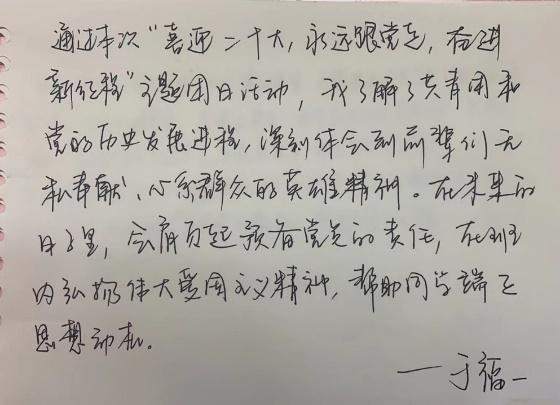 通过本次“喜迎二十大，永远跟党走，奋进
新征程”主题团日活动，我了解了共青团和
党的历史发展进程，深刻体会到前辈们无
私奉献、心系群众的英雄精神。在未来的
日子里，会肩负起预备党员的责任，在班
内弘扬伟大爱国主义精神，帮助同学端正
思想动机。
——于福一